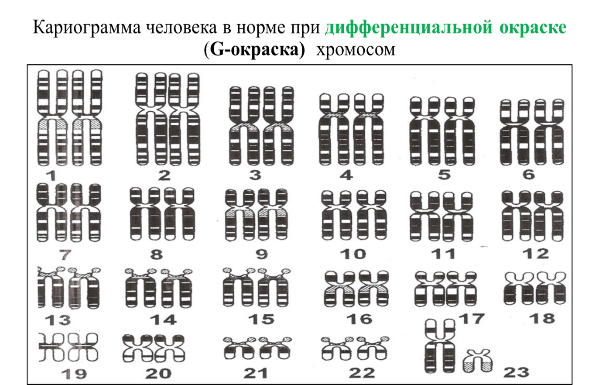 Кариограмма человека в норме при дифференциальной окраске
(G-окраска) хромосом
1 2 3 4 5 6
7 8 9 10 11 12
13 14 15 16 17 18
19 20 21 22 23